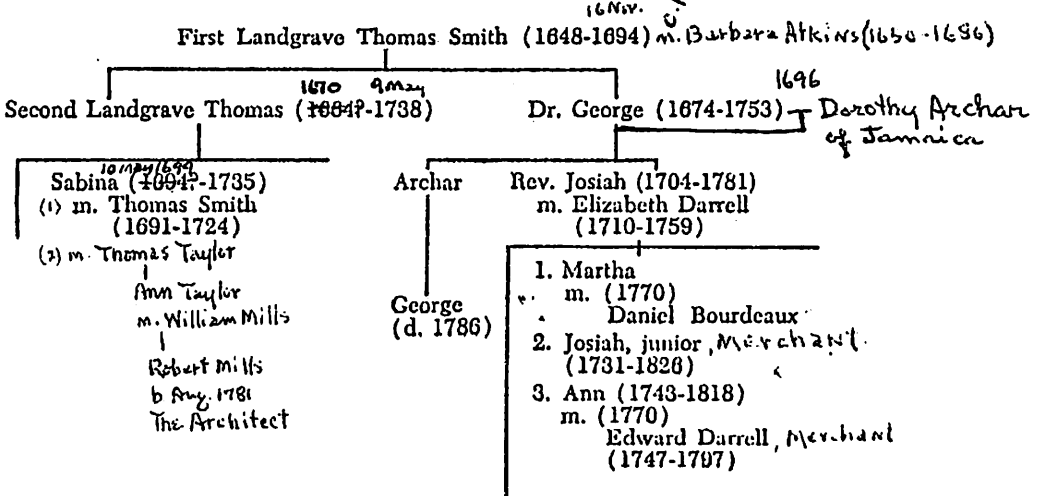 16 Nov.
First Landgrave Thomas Smith (1648-1694) m. Barbara Atkins (1650-1686)
1670 9 May 1696
Second Landgrave Thomas (1664?-1738) Dr. George (1674-1753) Dorothy Archar
of Jamaica
10 May 1699
Sabina (1694?-1735) Archar Rev. Josiah (1704-1781)
(1) m. Thomas Smith m. Elizabeth Darrell
(1691-1724) (1710-1759)
(2) m. Thomas Taylor
Ann Taylor
m. William Mills
Robert Mills
b Aug. 1781
The Architect
George
(d. 1786)
1. Martha
m. (1770)
Daniel Bourdeaux
2. Josiah, junior, Merchant.
(1731-1826)
3. Ann (1743-1818)
m. (1770)
Edward Darrell, Merchant
(1747-1797)